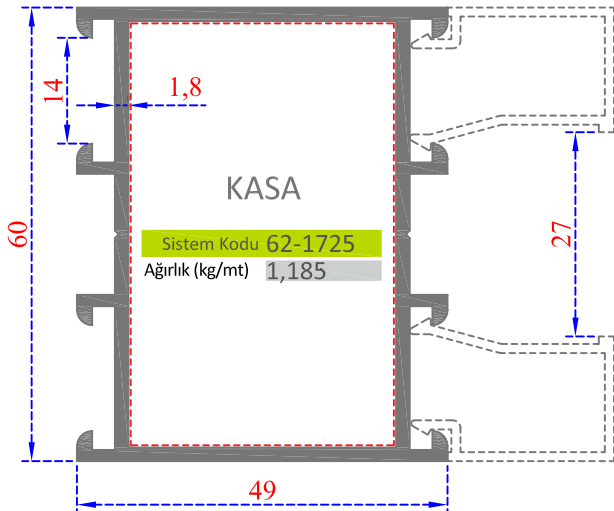 14
1,8
KASA
60
27
Sistem Kodu 62-1725
Ağırlık (kg/mt) 1,185
49